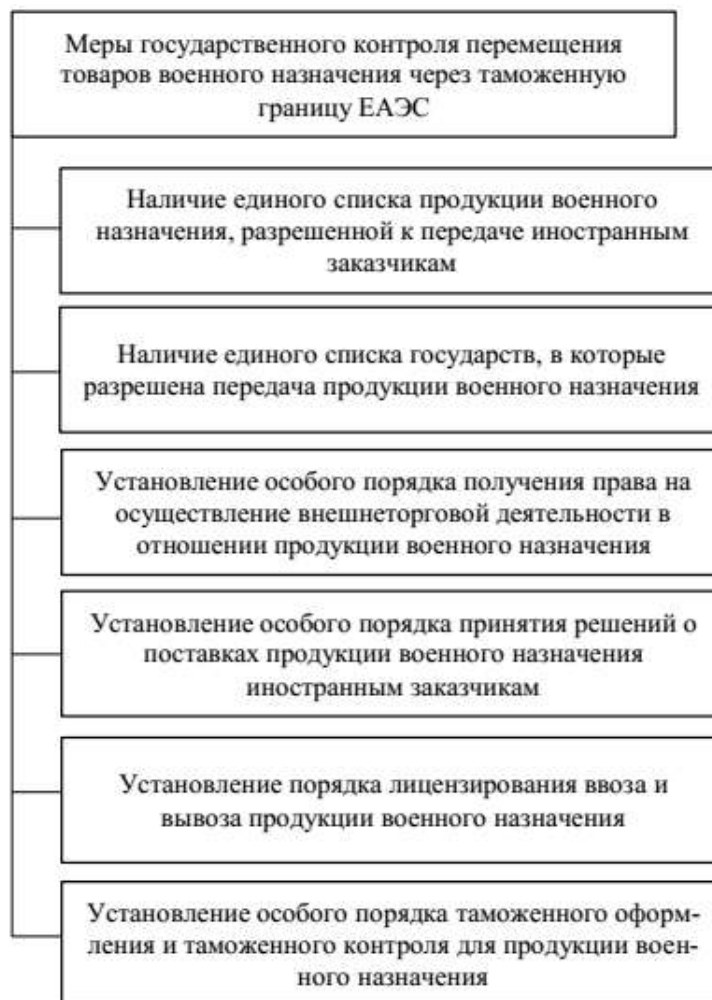 Меры государственного контроля перемещения
товаров военного назначения через таможенную
границу ЕАЭС
Наличие единого списка продукции военного
назначения, разрешенной к передаче иностранным
заказчикам
Наличие единого списка государств, в которые
разрешена передача продукции военного назначения
Установление особого порядка получения права на
осуществление внешнеторговой деятельности в
отношении продукции военного назначения
Установление особого порядка принятия решений о
поставках продукции военного назначения
иностранным заказчикам
Установление порядка лицензирования ввоза и
вывоза продукции военного назначения
Установление особого порядка таможенного оформ-
ления и таможенного контроля для продукции воен-
ного назначения